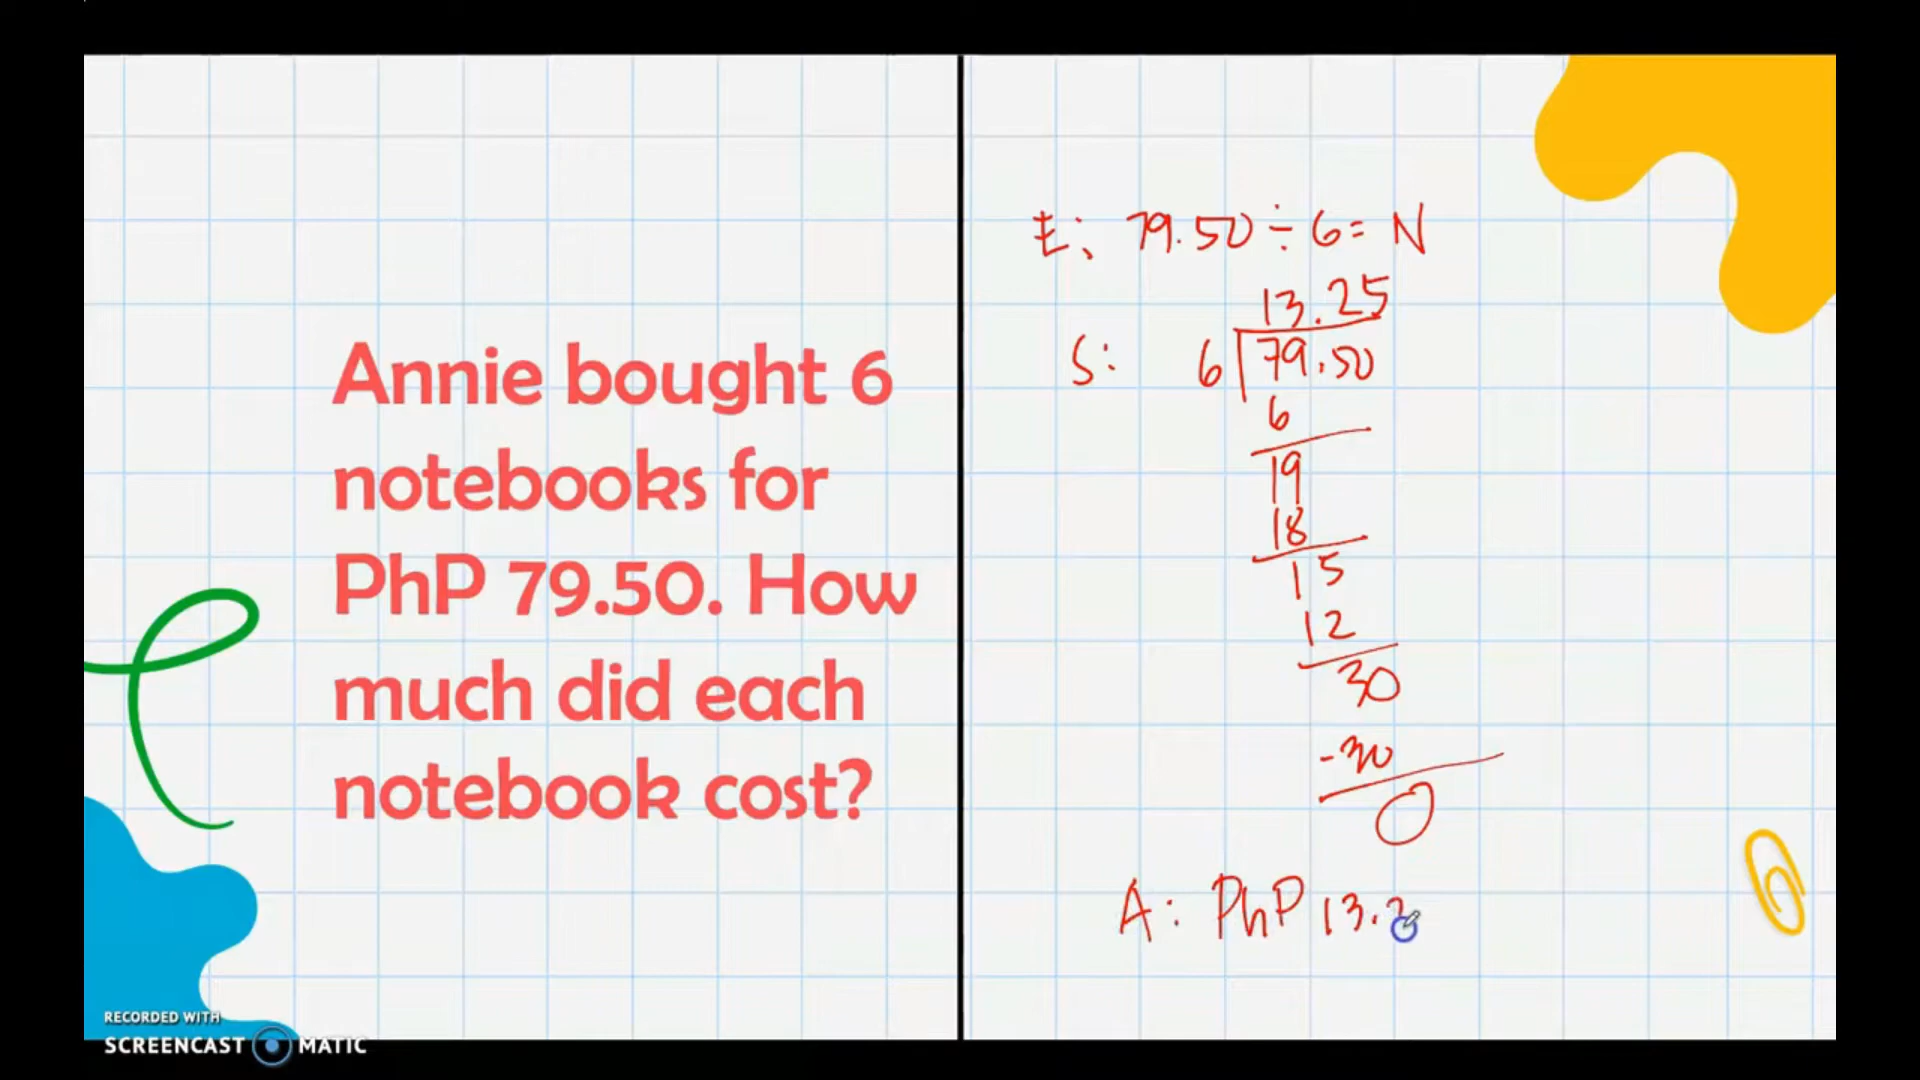 Annie bought 6
notebooks for
PhP 79.50. How
much did each
notebook cost?
E: 79.50 ÷ 6 = N
13.25
S: 6 79.50
6
19
18
15
12
30
-30
0
A: PhP 13.2
RECORDED WITH
SCREENCAST MATIC